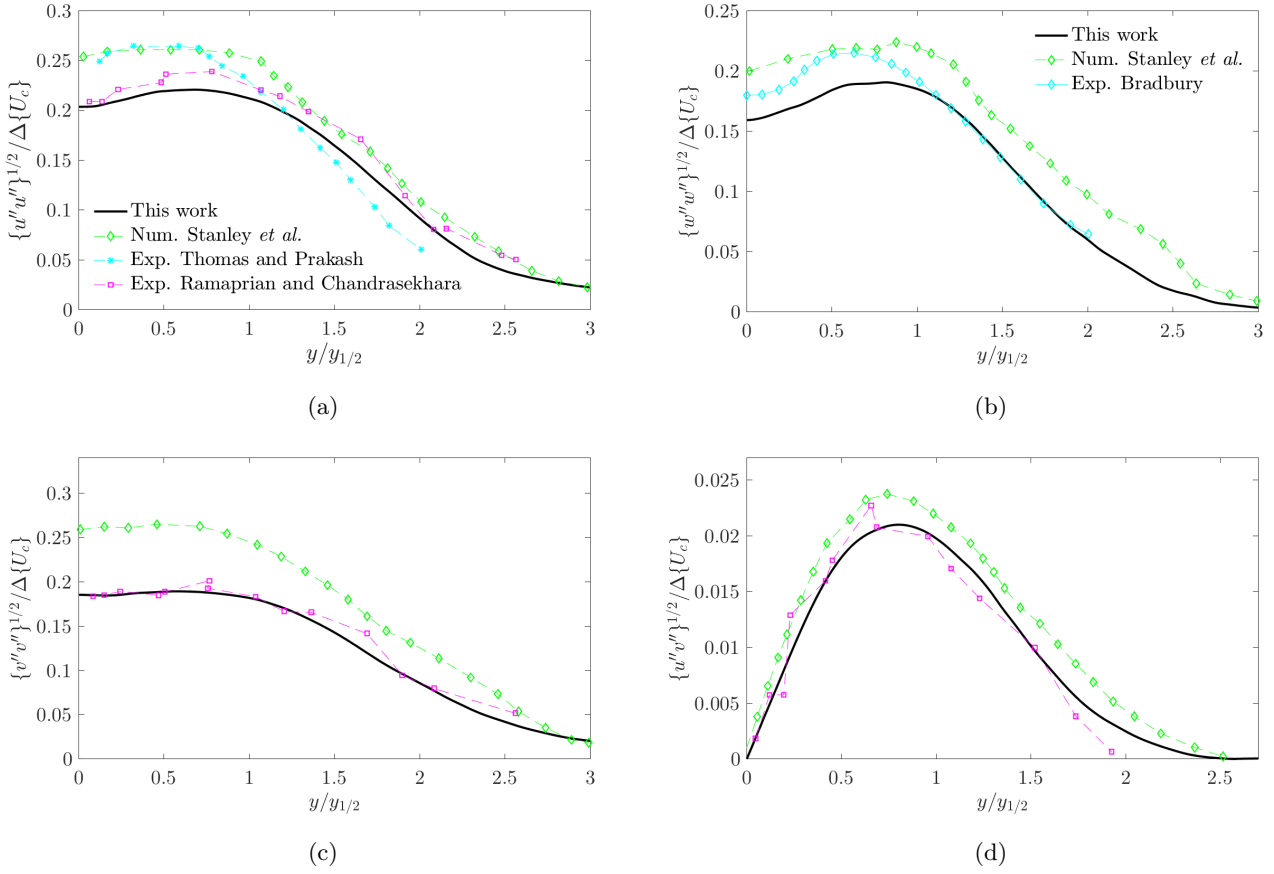 {u''u''}^{1/2}/Δ{U_c}
0.3
0.25
0.2
0.15
0.1
0.05
0
This work
Num. Stanley et al.
Exp. Thomas and Prakash
Exp. Ramaprian and Chandrasekhara
0 0.5 1 1.5 2 2.5 3
y/y_{1/2}
(a)
{w''w''}^{1/2}/Δ{U_c}
0.25
0.2
0.15
0.1
0.05
0
This work
Num. Stanley et al.
Exp. Bradbury
0 0.5 1 1.5 2 2.5 3
y/y_{1/2}
(b)
{v''v''}^{1/2}/Δ{U_c}
0.3
0.25
0.2
0.15
0.1
0.05
0
0 0.5 1 1.5 2 2.5 3
y/y_{1/2}
(c)
{u''v''}^{1/2}/Δ{U_c}
0.025
0.02
0.015
0.01
0.005
0
0 0.5 1 1.5 2 2.5
y/y_{1/2}
(d)